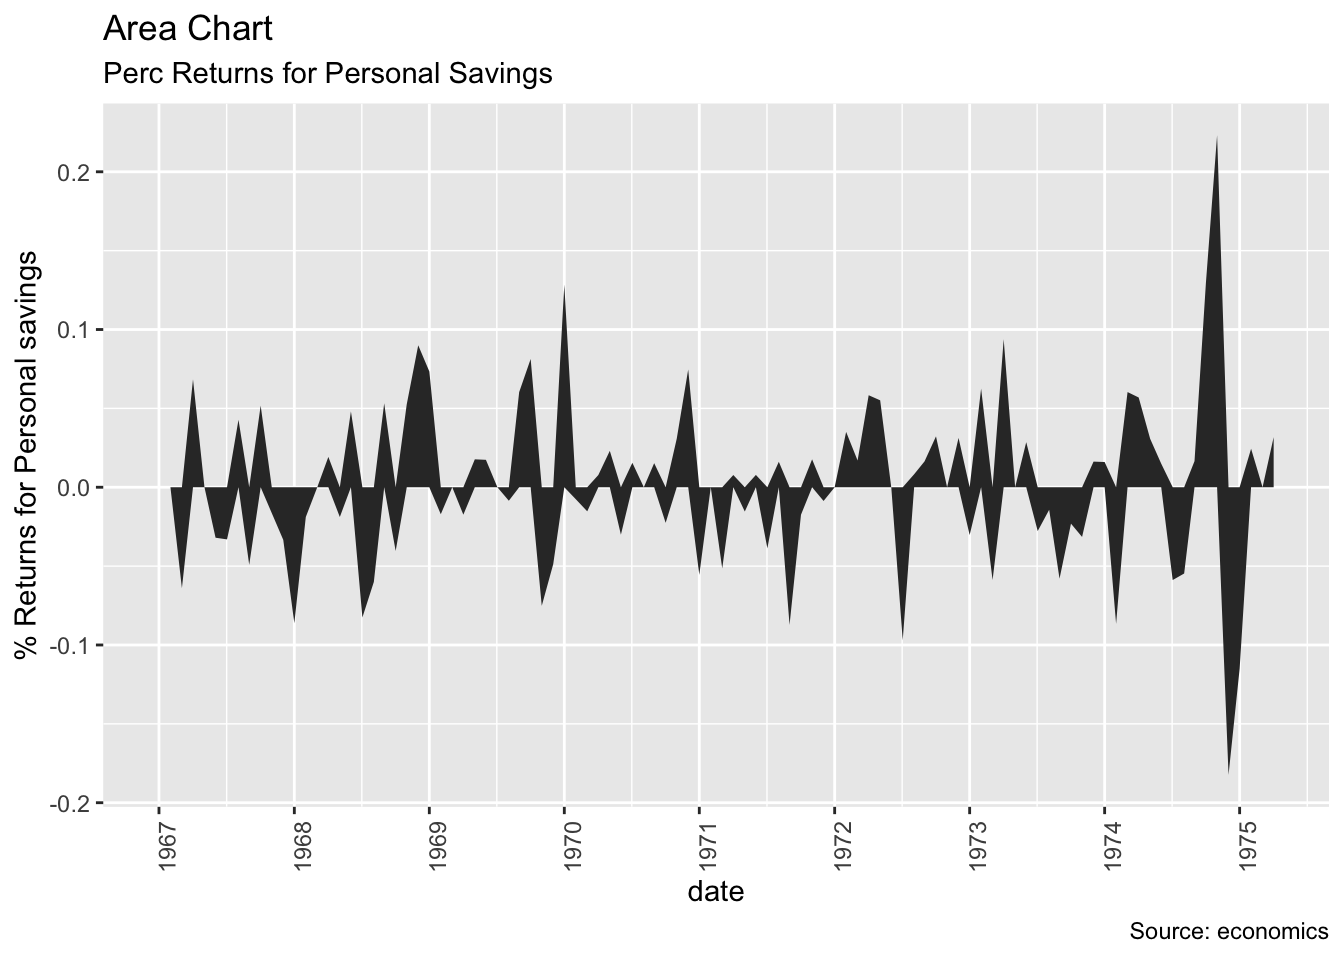 Area Chart
Perc Returns for Personal Savings
% Returns for Personal savings
0.2
0.1
0.0
-0.1
-0.2
1967
1968
1969
1970
1971
1972
1973
1974
1975
date
Source: economics